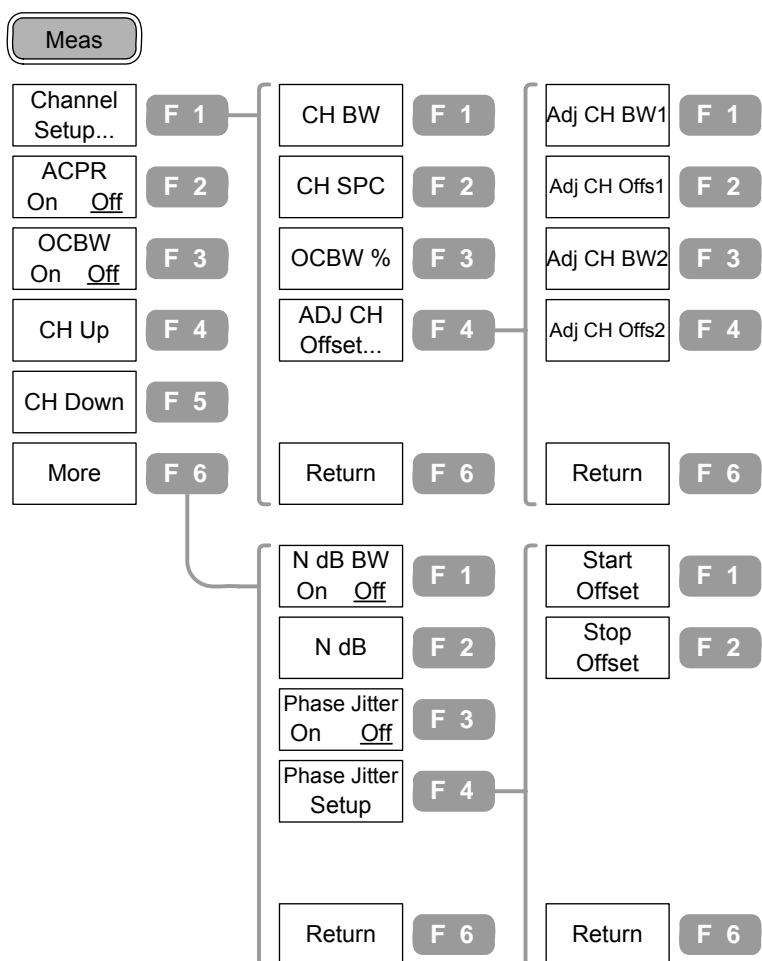 Meas
Channel
Setup...
F 1
ACPR
On Off
F 2
OCBW
On Off
F 3
CH Up
F 4
CH Down
F 5
More
F 6
CH BW
F 1
CH SPC
F 2
OCBW %
F 3
ADJ CH
Offset...
F 4
Return
F 6
Adj CH BW1
F 1
Adj CH Offs1
F 2
Adj CH BW2
F 3
Adj CH Offs2
F 4
Return
F 6
N dB BW
On Off
F 1
N dB
F 2
Phase Jitter
On Off
F 3
Phase Jitter
Setup
F 4
Return
F 6
Start
Offset
F 1
Stop
Offset
F 2
Return
F 6